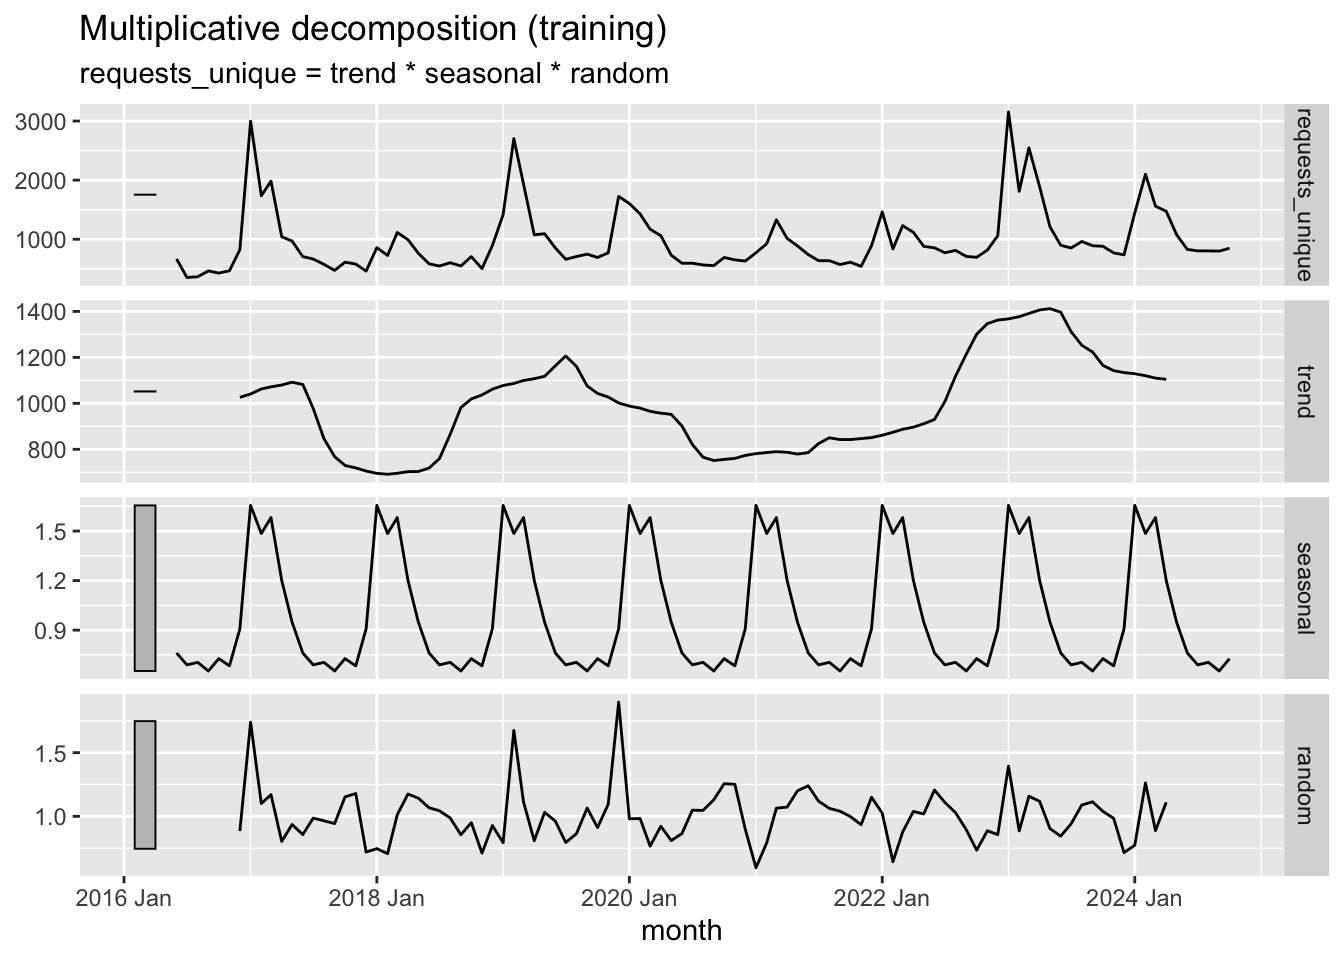 Multiplicative decomposition (training)
requests_unique = trend * seasonal * random
3000
2000
1000
requests_unique
1400
1200
1000
800
trend
1.5
1.2
0.9
seasonal
1.5
1.0
random
2016 Jan 2018 Jan 2020 Jan 2022 Jan 2024 Jan
month